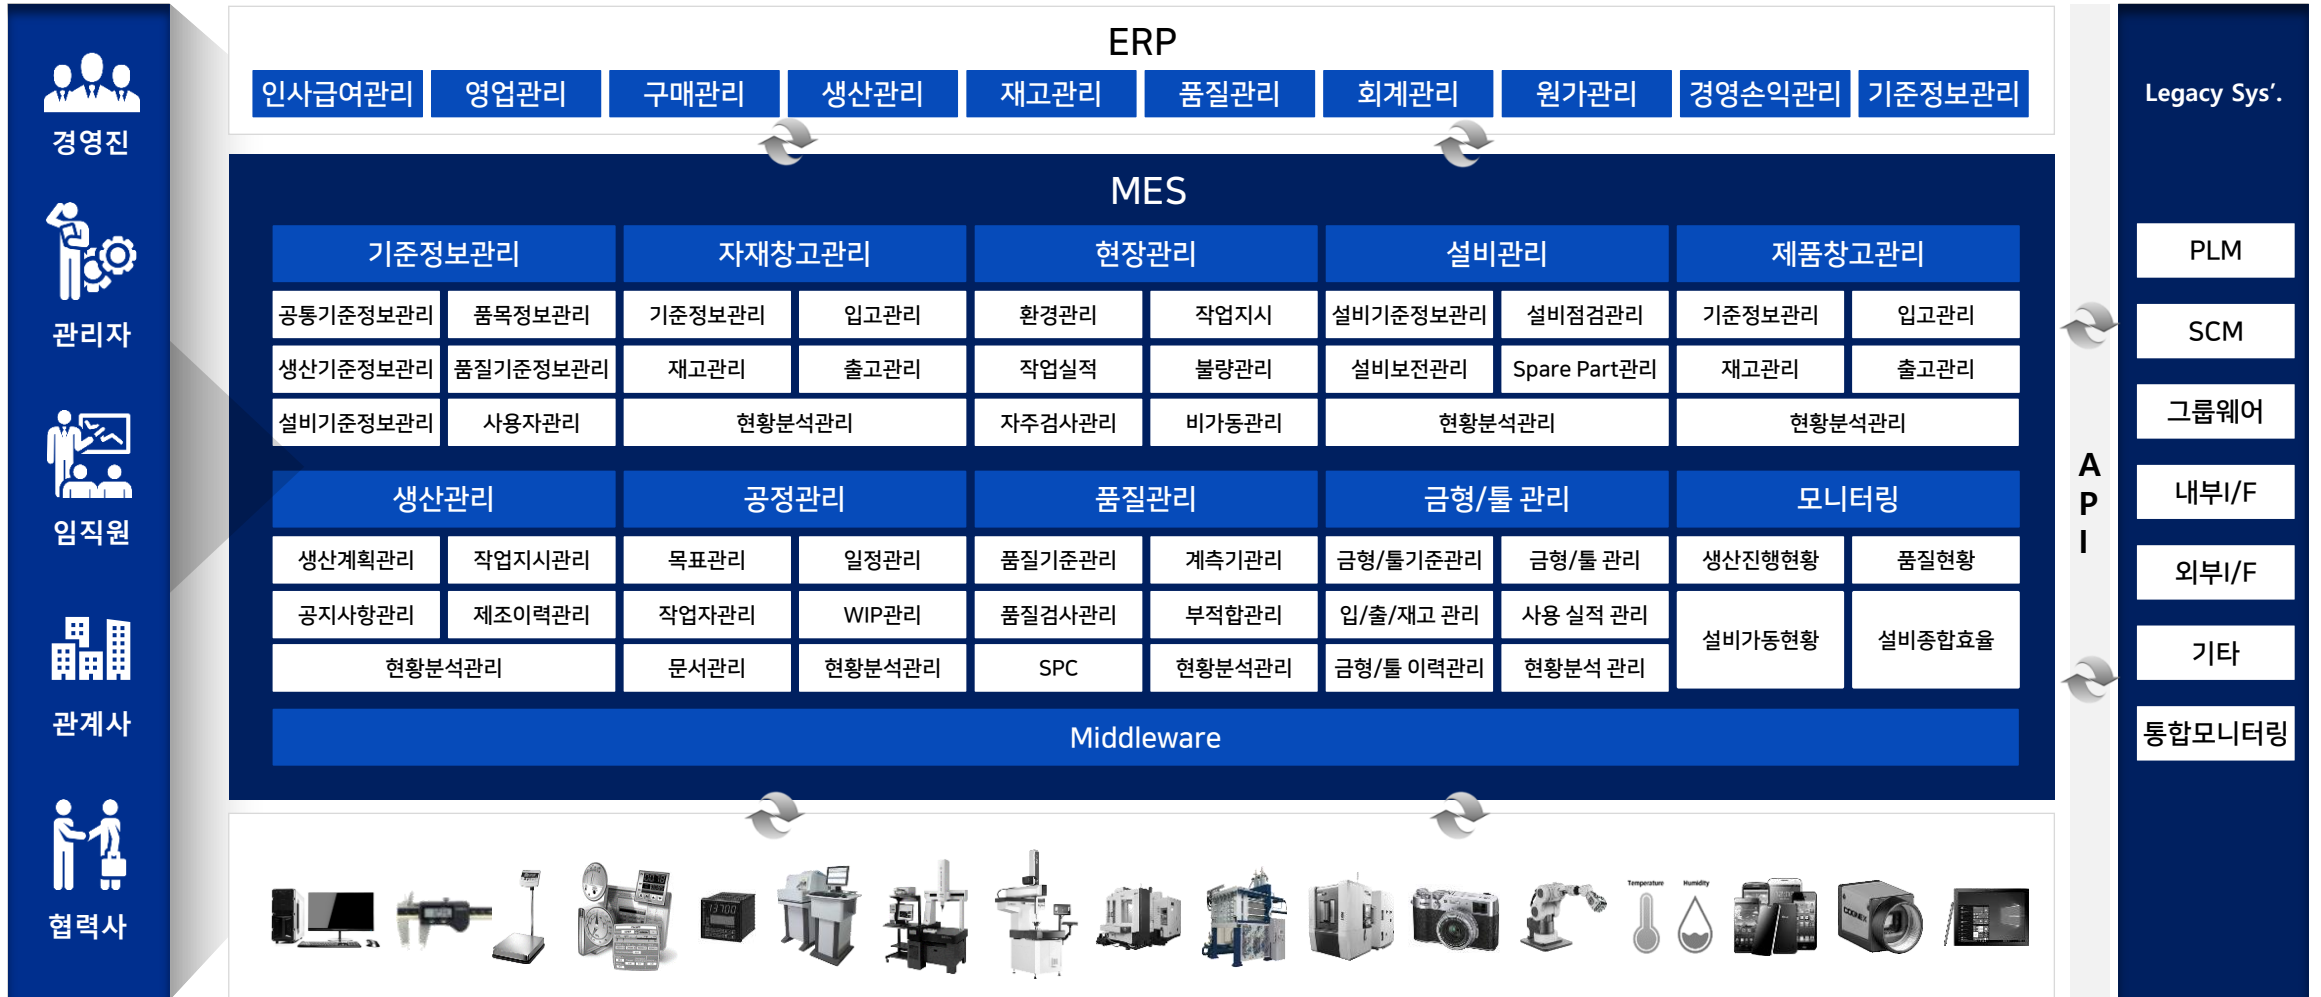 경영진
관리자
임직원
관계사
협력사
ERP
인사급여관리 영업관리 구매관리 생산관리 재고관리 품질관리 회계관리 원가관리 경영손익관리 기준정보관리
MES
기준정보관리 자재창고관리 현장관리 설비관리 제품창고관리
공통기준정보관리 품목정보관리 기준정보관리 입고관리 환경관리 작업지시 설비기준정보관리 설비점검관리 기준정보관리 입고관리
생산기준정보관리 품질기준정보관리 재고관리 출고관리 작업실적 불량관리 설비보전관리 Spare Part관리 재고관리 출고관리
설비기준정보관리 사용자관리 현황분석관리 자주검사관리 비가동관리 현황분석관리 현황분석관리
생산관리 공정관리 품질관리 금형/툴 관리 모니터링
생산계획관리 작업지시관리 목표관리 일정관리 품질기준관리 계측기관리 금형/툴기준관리 금형/툴 관리 생산진행현황 품질현황
공지사항관리 제조이력관리 작업자관리 WIP관리 품질검사관리 부적합관리 입/출/재고 관리 사용 실적 관리 설비가동현황 설비종합효율
현황분석관리 문서관리 현황분석관리 SPC 현황분석관리 금형/툴 이력관리 현황분석 관리
Middleware
13700
Temperature Humidity
COGNEX
A
P
I
Legacy Sys'.
PLM
SCM
그룹웨어
내부I/F
외부I/F
기타
통합모니터링